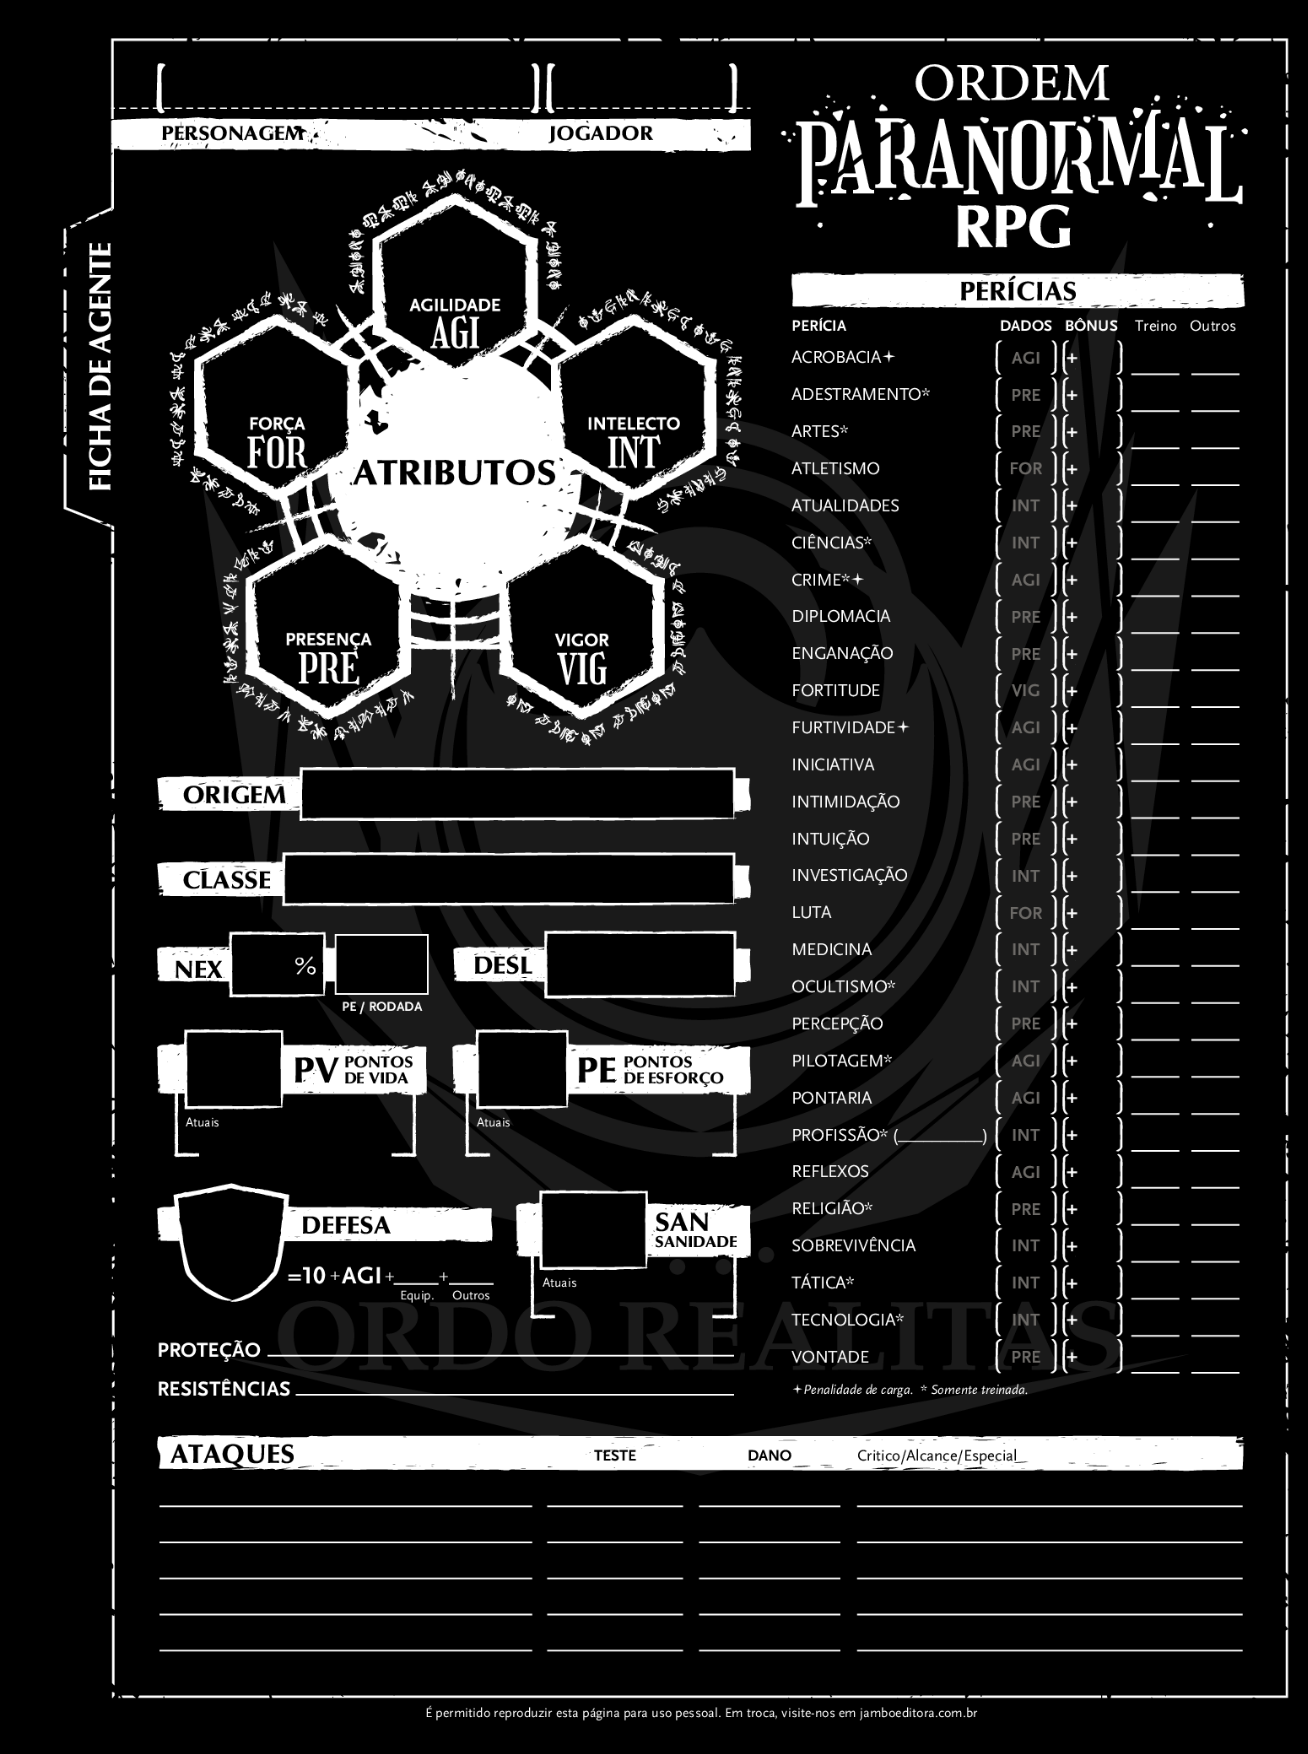 PERSONAGEM JOGADOR
ORDEM
PARANORMAL
RPG
FICHA DE AGENTE
AGILIDADE
AGI
FORÇA
FOR
INTELECTO
INT
ATRIBUTOS
PRESENÇA
PRE
VIGOR
VIG
ORIGEM
CLASSE
NEX % DESL
PE / RODADA
PV PONTOS DE VIDA
Atuais
PE PONTOS DE ESFORÇO
Atuais
DEFESA
=10 + AGI +____+____
Equip. Outros
SAN
SANIDADE
Atuais
PROTEÇÃO
RESISTÊNCIAS
PERÍCIAS
PERÍCIA DADOS BÔNUS Treino Outros
ACROBACIA+ AGI +
ADESTRAMENTO* PRE +
ARTES* PRE +
ATLETISMO FOR +
ATUALIDADES INT +
CIÊNCIAS* INT +
CRIME*+ AGI +
DIPLOMACIA PRE +
ENGANAÇÃO PRE +
FORTITUDE VIG +
FURTIVIDADE+ AGI +
INICIATIVA AGI +
INTIMIDAÇÃO PRE +
INTUIÇÃO PRE +
INVESTIGAÇÃO INT +
LUTA FOR +
MEDICINA INT +
OCULTISMO* INT +
PERCEPÇÃO PRE +
PILOTAGEM* AGI +
PONTARIA AGI +
PROFISSÃO* (__________) INT +
REFLEXOS AGI +
RELIGIÃO* PRE +
SOBREVIVÊNCIA INT +
TÁTICA* INT +
TECNOLOGIA* INT +
VONTADE PRE +
+Penalidade de carga. * Somente treinada.
ORDO REALITAS
ATAQUES TESTE DANO Critico/Alcance/Especial
É permitido reproduzir esta página para uso pessoal. Em troca, visite-nos em jamboeditora.com.br